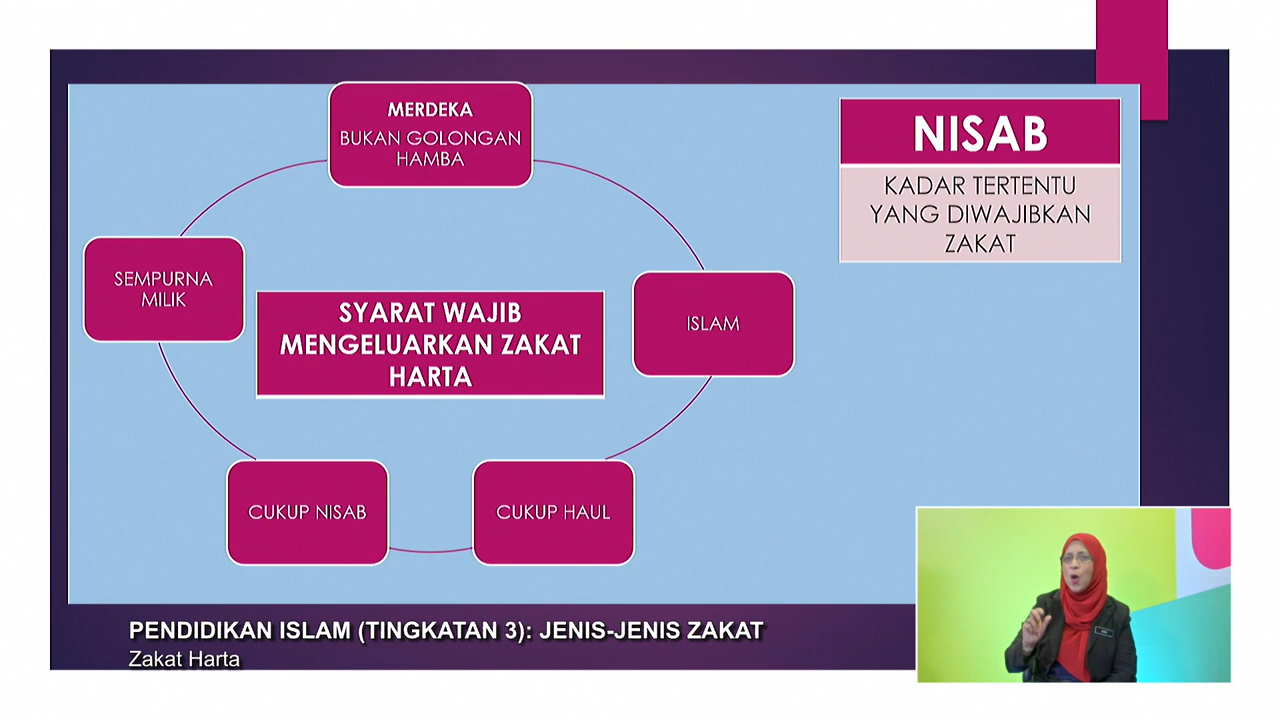 MERDEKA
BUKAN GOLONGAN
HAMBA
NISAB
KADAR TERTENTU
YANG DIWAJIBKAN
ZAKAT
SEMPURNA
MILIK
SYARAT WAJIB
MENGELUARKAN ZAKAT
HARTA
ISLAM
CUKUP NISAB
CUKUP HAUL
PENDIDIKAN ISLAM (TINGKATAN 3): JENIS-JENIS ZAKAT
Zakat Harta